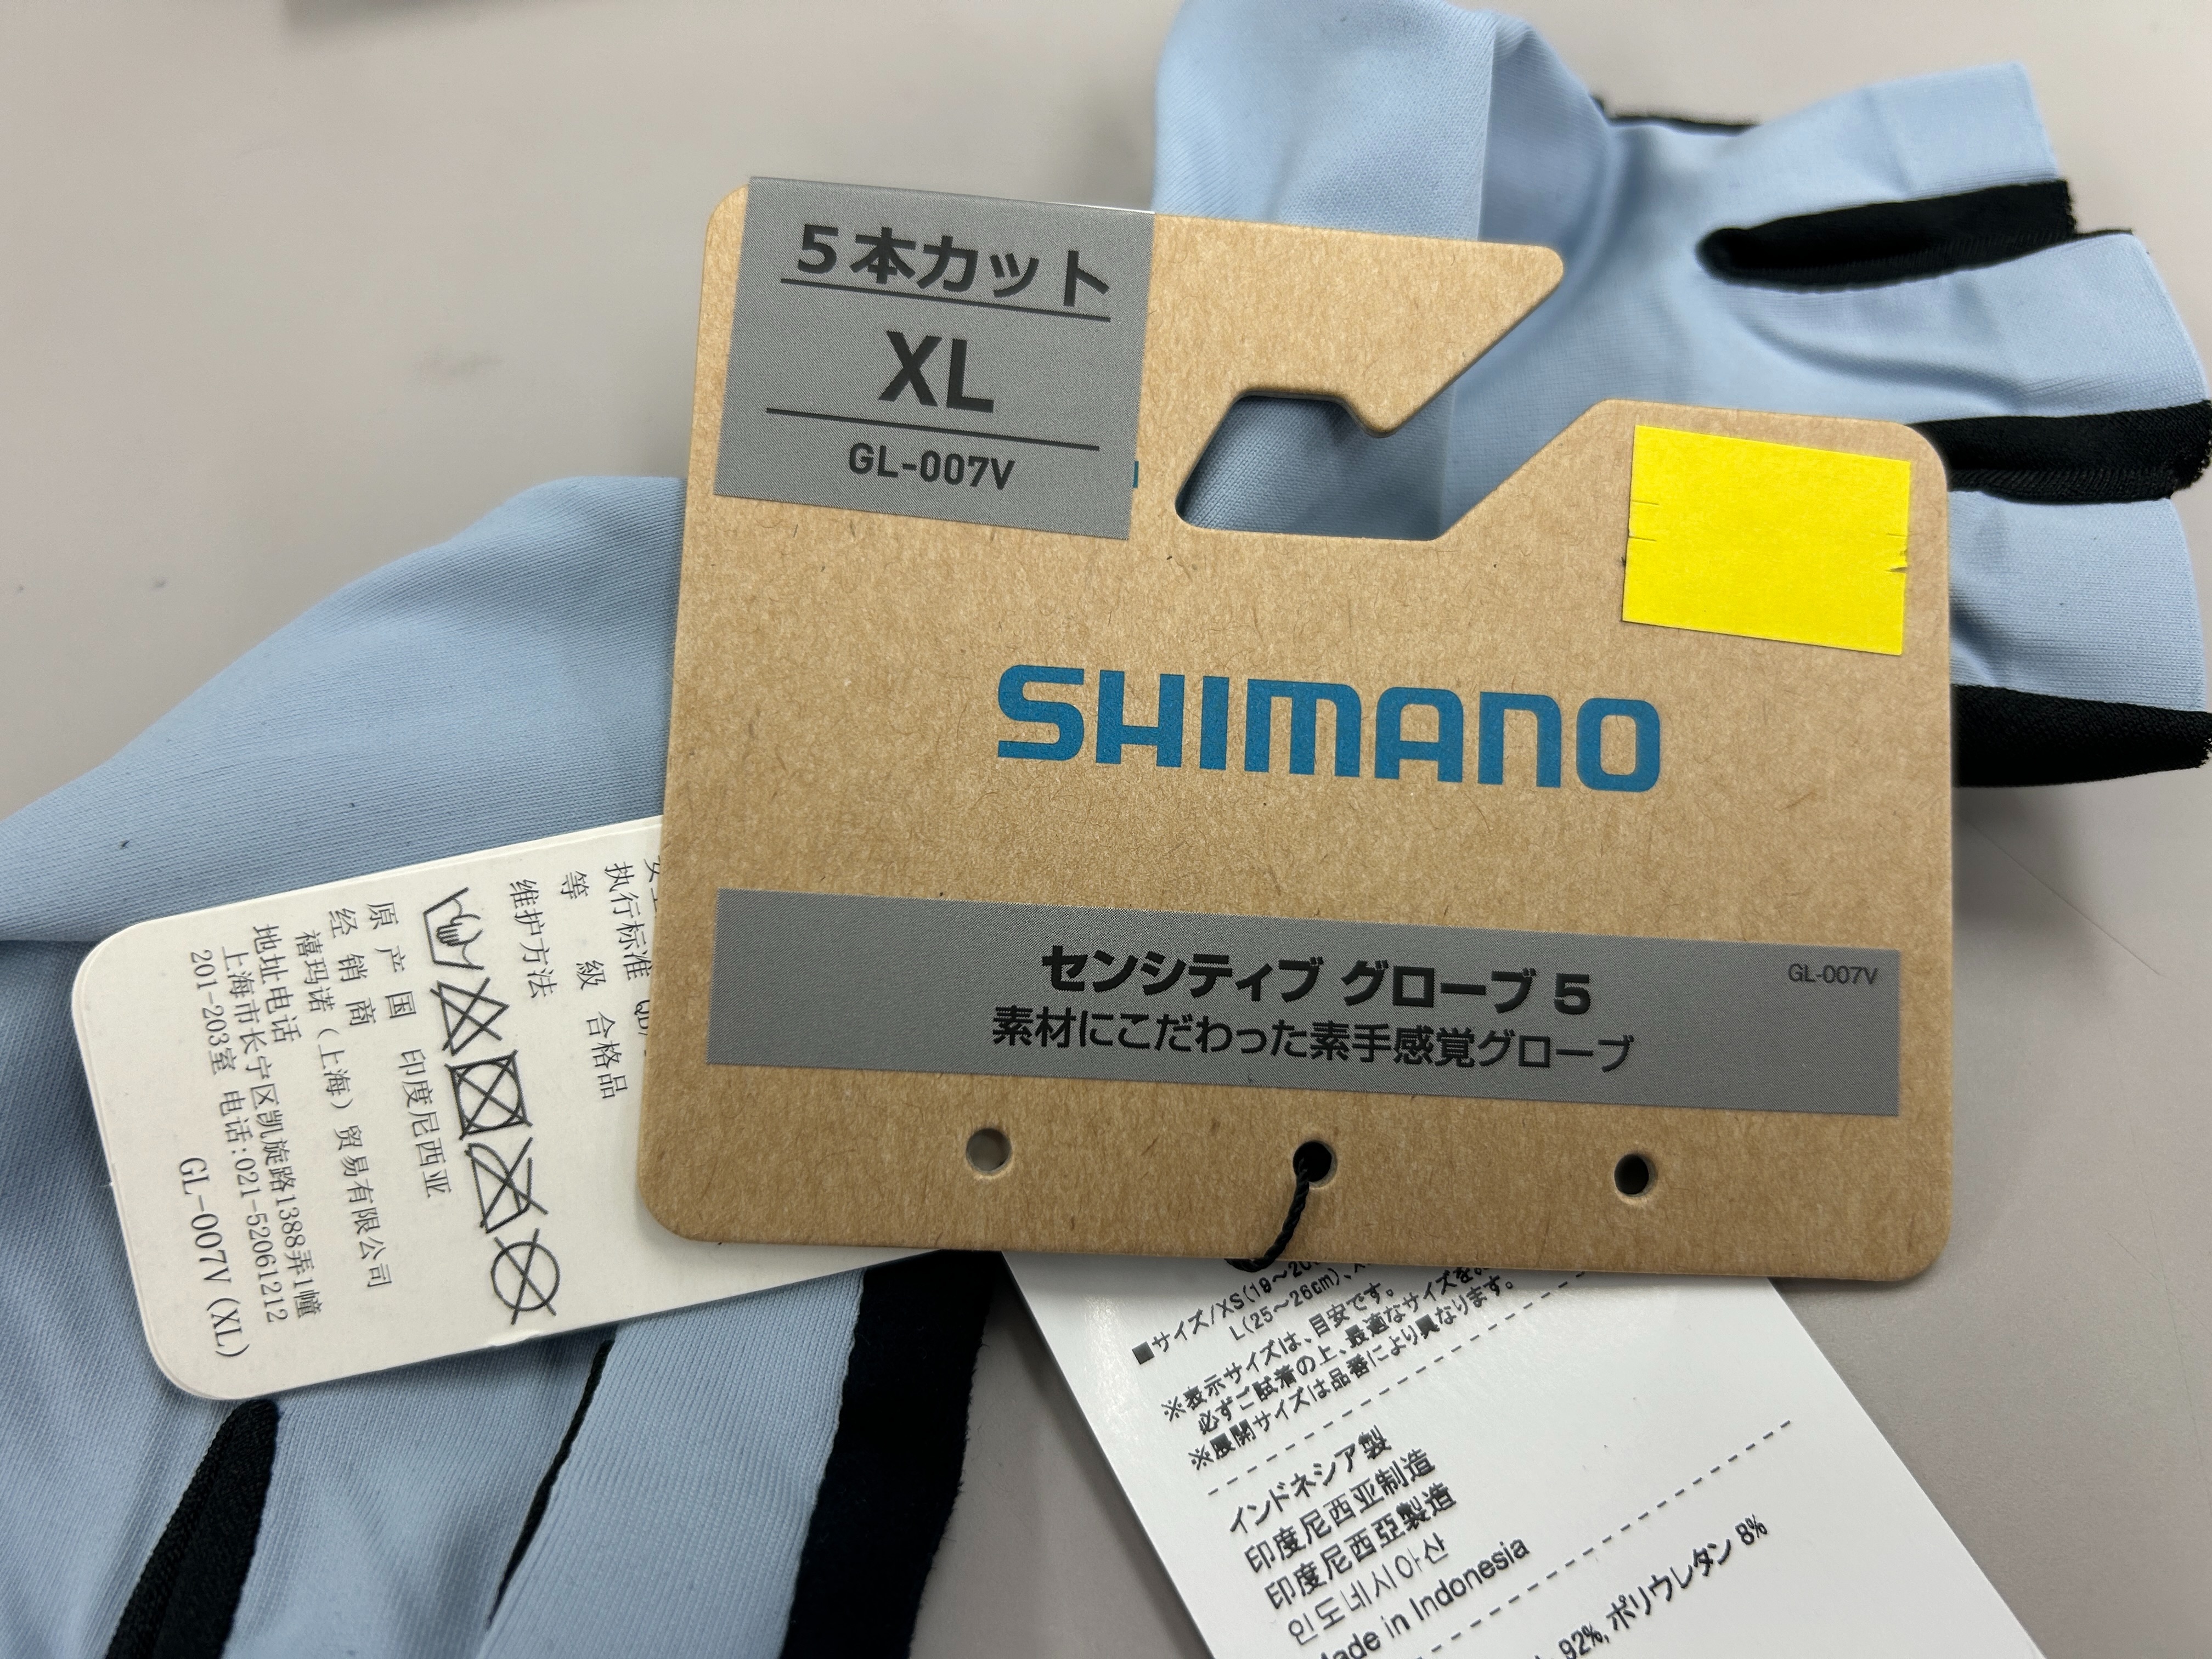 5本カット
XL
GL-007V
SHIMANO
センシティブ グローブ 5
GL-007V
素材にこだわった素手感覚グローブ
执行标准
等 級 合格品
维护方法
原产国 印度尼西亚
经销商
禧玛诺（上海）贸易有限公司
地址电话
上海市长宁区凯旋路1388弄1幢
201-203室 电话:021-52061212
GL-007V (XL)
■サイズ/XS(19〜20
L(25〜26cm)、
※表示サイズは、目安です。
必ずご試着の上、最適なサイズを
※展開サイズは品番により異なります。
インドネシア製
印度尼西亚制造
印度尼西亞製造
인도네시아산
Made in Indonesia
92%, ポリウレタン 8%